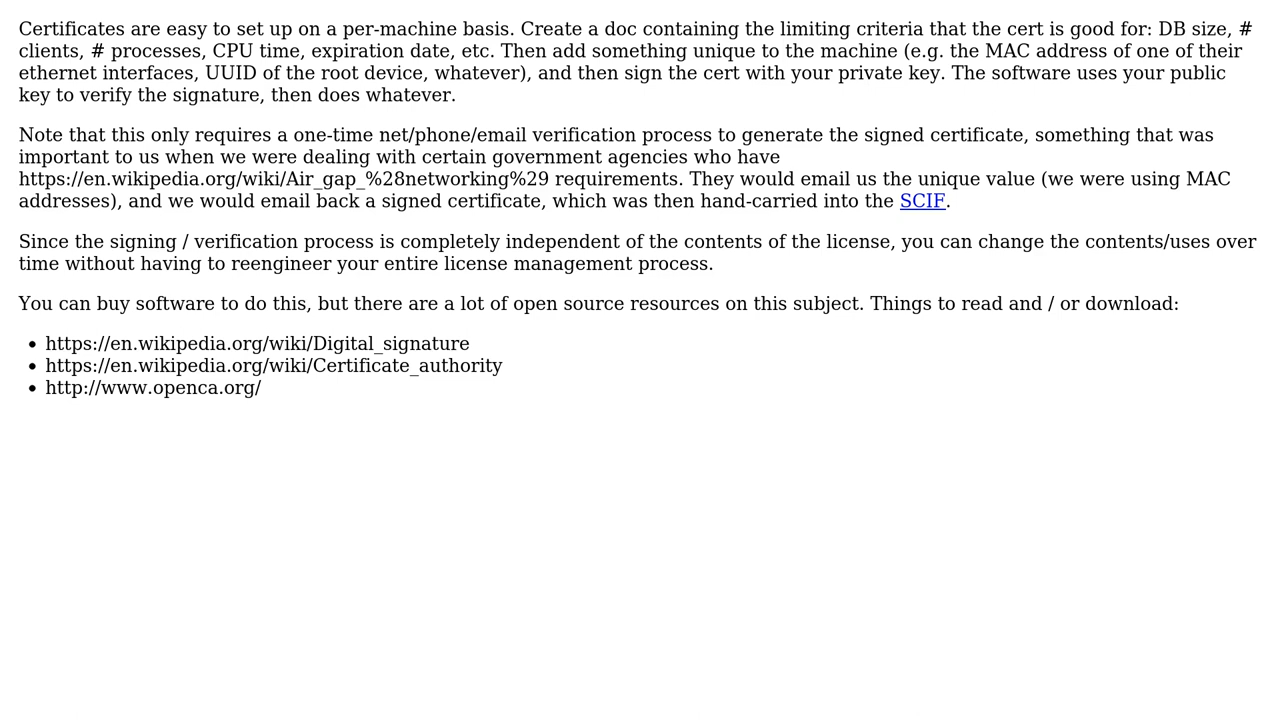 Certificates are easy to set up on a per-machine basis. Create a doc containing the limiting criteria that the cert is good for: DB size, #
clients, # processes, CPU time, expiration date, etc. Then add something unique to the machine (e.g. the MAC address of one of their
ethernet interfaces, UUID of the root device, whatever), and then sign the cert with your private key. The software uses your public
key to verify the signature, then does whatever.
Note that this only requires a one-time net/phone/email verification process to generate the signed certificate, something that was
important to us when we were dealing with certain government agencies who have
https://en.wikipedia.org/wiki/Air_gap_%28networking%29 requirements. They would email us the unique value (we were using MAC
addresses), and we would email back a signed certificate, which was then hand-carried into the SCIF.
Since the signing / verification process is completely independent of the contents of the license, you can change the contents/uses over
time without having to reengineer your entire license management process.
You can buy software to do this, but there are a lot of open source resources on this subject. Things to read and / or download:
• https://en.wikipedia.org/wiki/Digital_signature
• https://en.wikipedia.org/wiki/Certificate_authority
• http://www.openca.org/